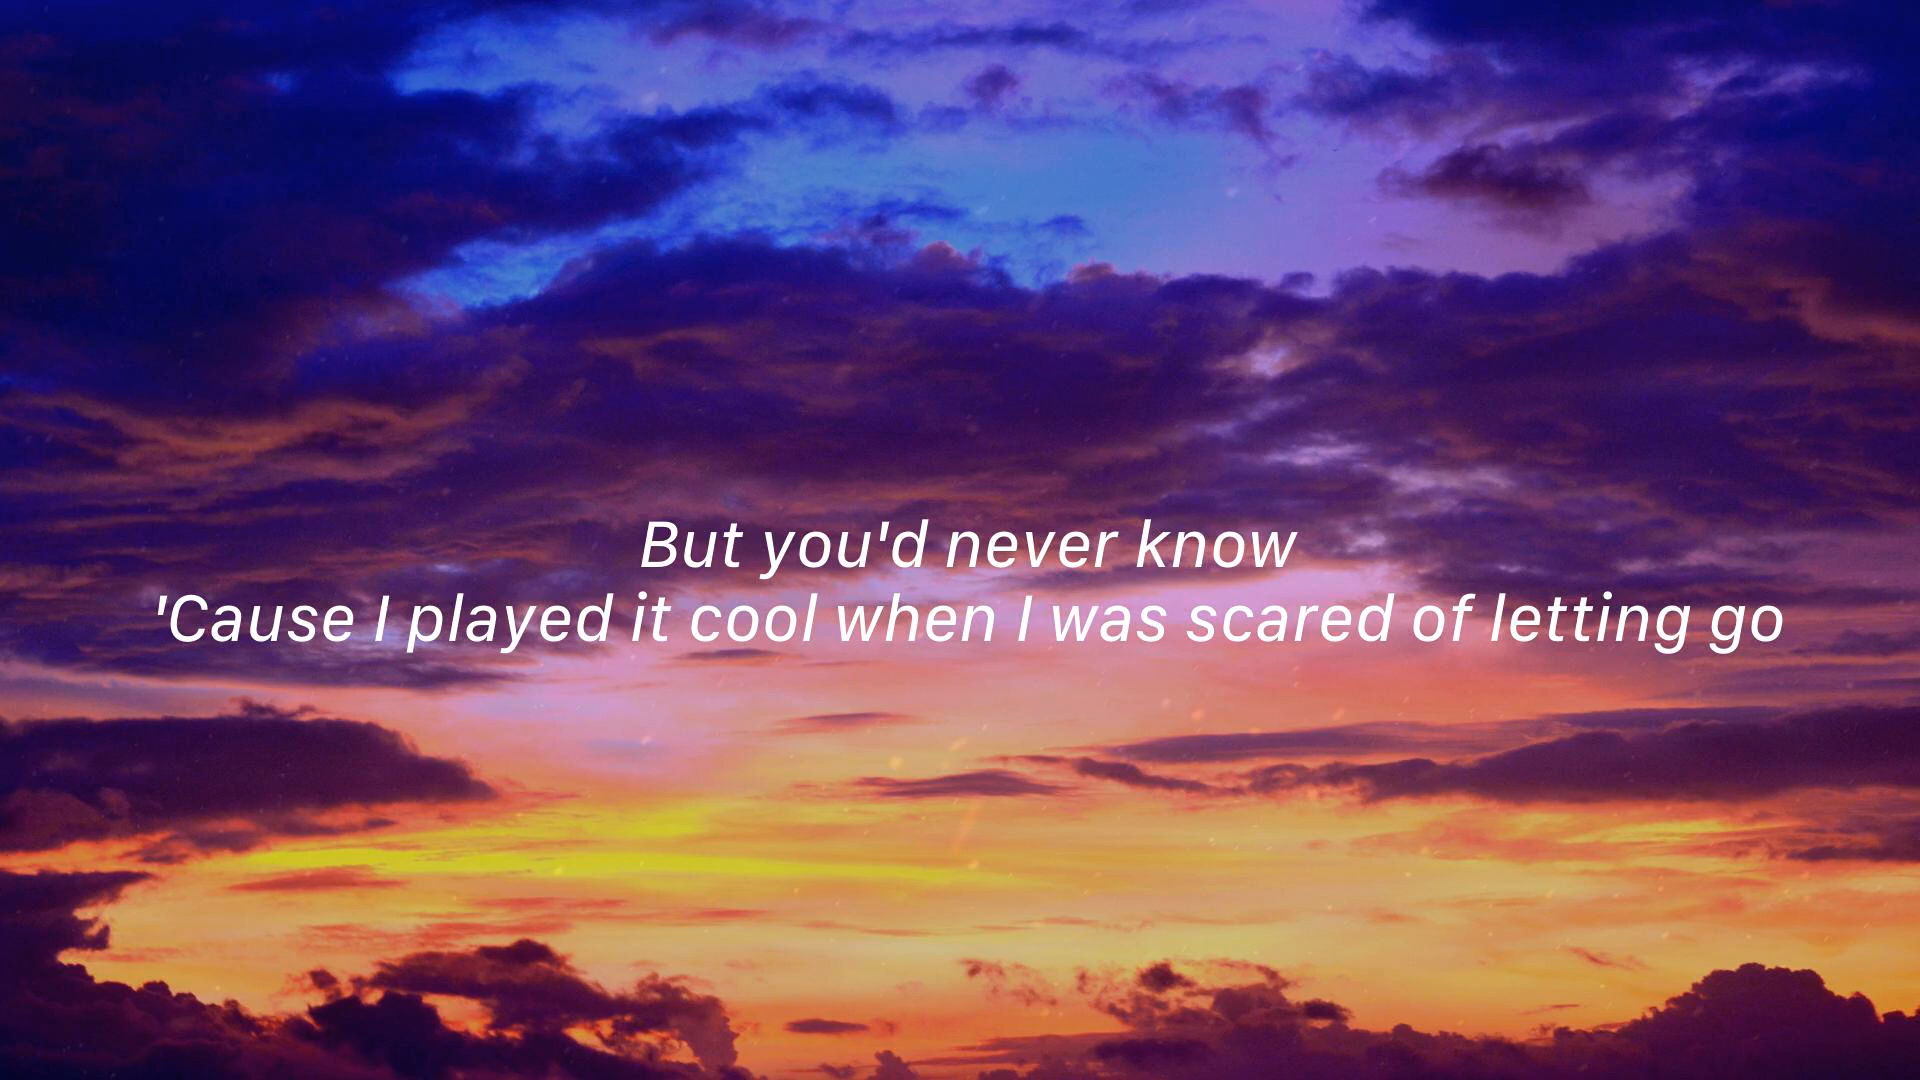 But you'd never know
'Cause I played it cool when I was scared of letting go